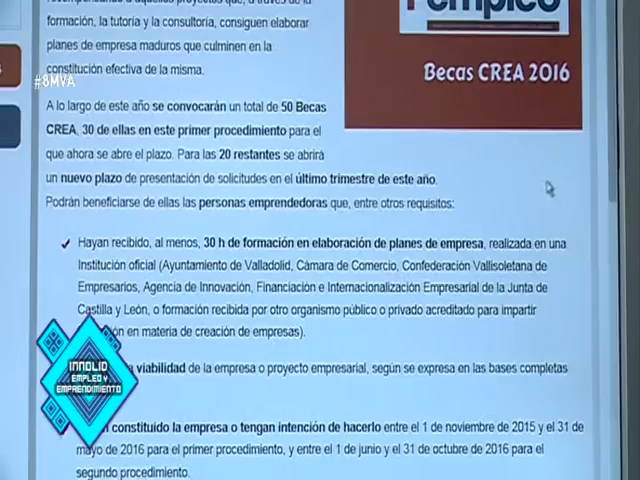 formación, la tutoría y la consultoría, consiguen elaborar
planes de empresa maduros que culminen en la
constitución efectiva de la misma.
#8MVA
A lo largo de este año se convocarán un total de 50 Becas
CREA, 30 de ellas en este primer procedimiento para el
que ahora se abre el plazo. Para las 20 restantes se abrirá
un nuevo plazo de presentación de solicitudes en el último trimestre de este año.
Podrán beneficiarse de ellas las personas emprendedoras que, entre otros requisitos:
Becas CREA 2016
Hayan recibido, al menos, 30 h de formación en elaboración de planes de empresa, realizada en una
Institución oficial (Ayuntamiento de Valladolid, Cámara de Comercio, Confederación Vallisoletana de
Empresarios, Agencia de Innovación, Financiación e Internacionalización Empresarial de la Junta de
Castilla y León, o formación recibida por otro organismo público o privado acreditado para impartir
en materia de creación de empresas).
viabilidad de la empresa o proyecto empresarial, según se expresa en las bases completas
constituido la empresa o tengan intención de hacerlo entre el 1 de noviembre de 2015 y el 31 de
mayo de 2016 para el primer procedimiento, y entre el 1 de junio y el 31 de octubre de 2016 para el
segundo procedimiento.
INNOLID
EMPLEO Y
EMPRENDIMIENTO